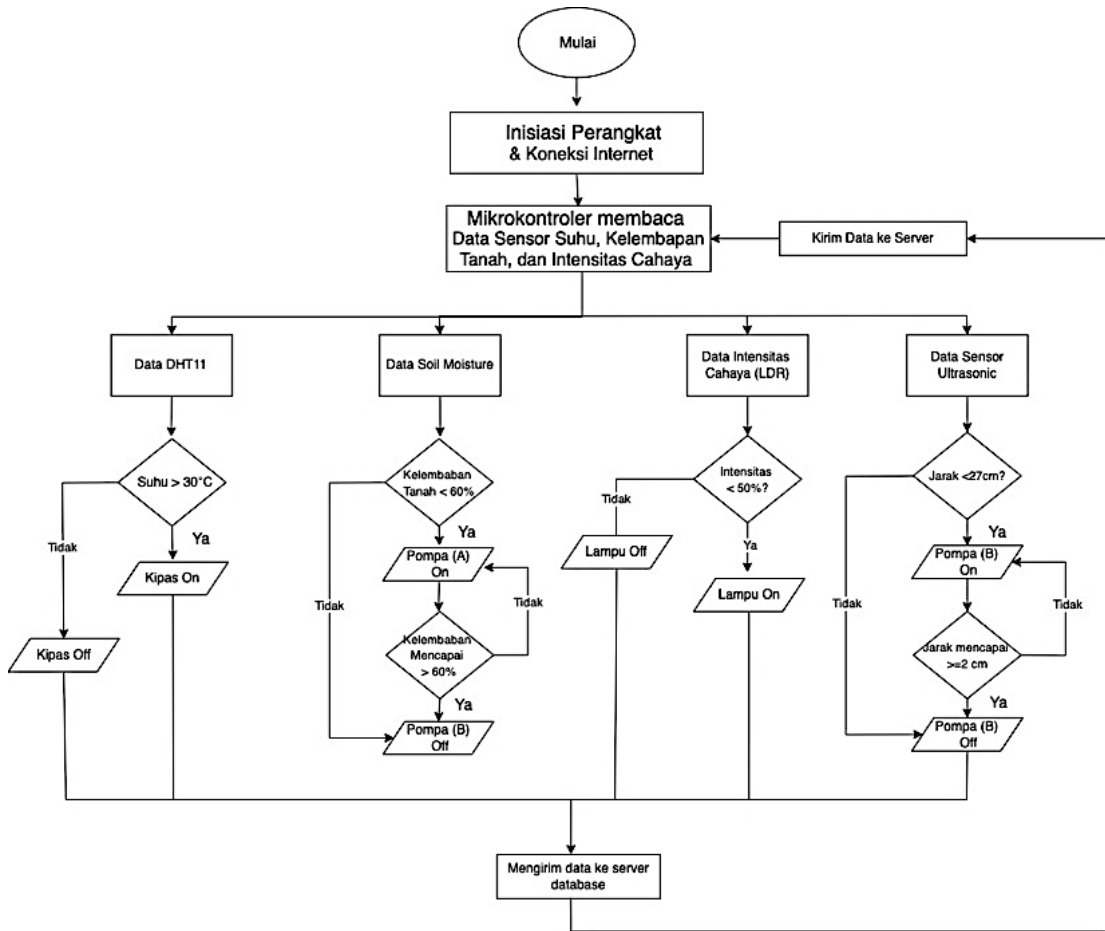 Mulai
Inisiasi Perangkat
& Koneksi Internet
Mikrokontroler membaca
Data Sensor Suhu, Kelembapan
Tanah, dan Intensitas Cahaya
Kirim Data ke Server
Data DHT11
Data Soil Moisture
Data Intensitas
Cahaya (LDR)
Data Sensor
Ultrasonic
Suhu > 30°C
Kelembaban
Tanah < 60%
Intensitas
< 50%?
Jarak <27cm?
Tidak
Ya
Kipas On
Kipas Off
Ya
Pompa (A)
On
Tidak
Tidak
Kelembaban
Mencapai
> 60%
Ya
Pompa (B)
Off
Tidak
Lampu Off
Ya
Lampu On
Ya
Pompa (B)
On
Tidak
Tidak
Jarak mencapai
>=2 cm
Ya
Pompa (B)
Off
Mengirim data ke server
database